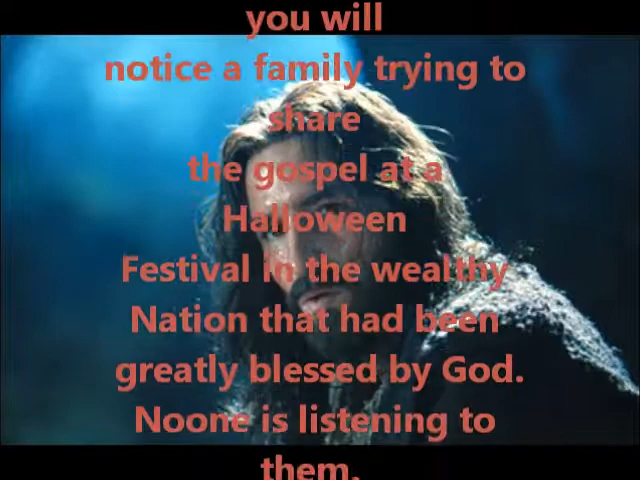 you will
notice a family trying to
share
the gospel at a
Halloween
Festival in the wealthy
Nation that had been
greatly blessed by God.
Noone is listening to
them.